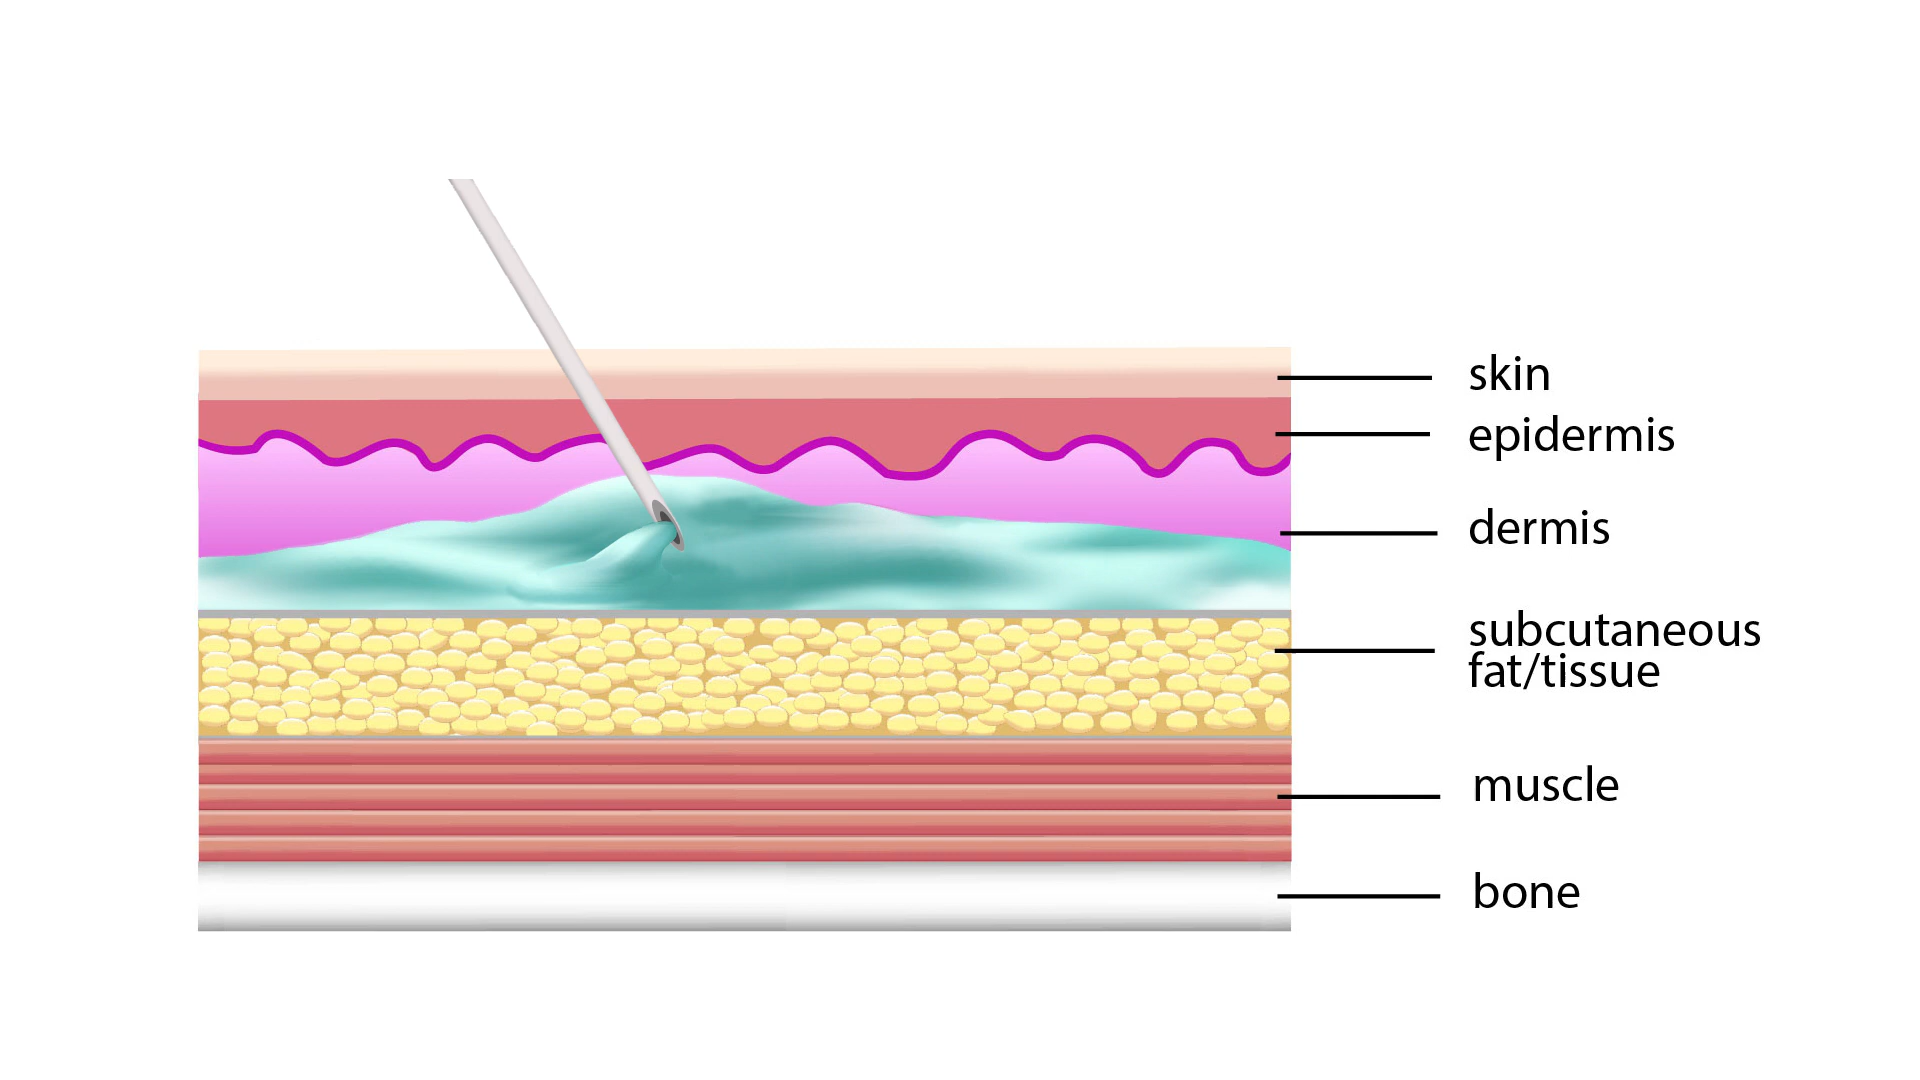 skin
epidermis
dermis
subcutaneous
fat/tissue
muscle
bone